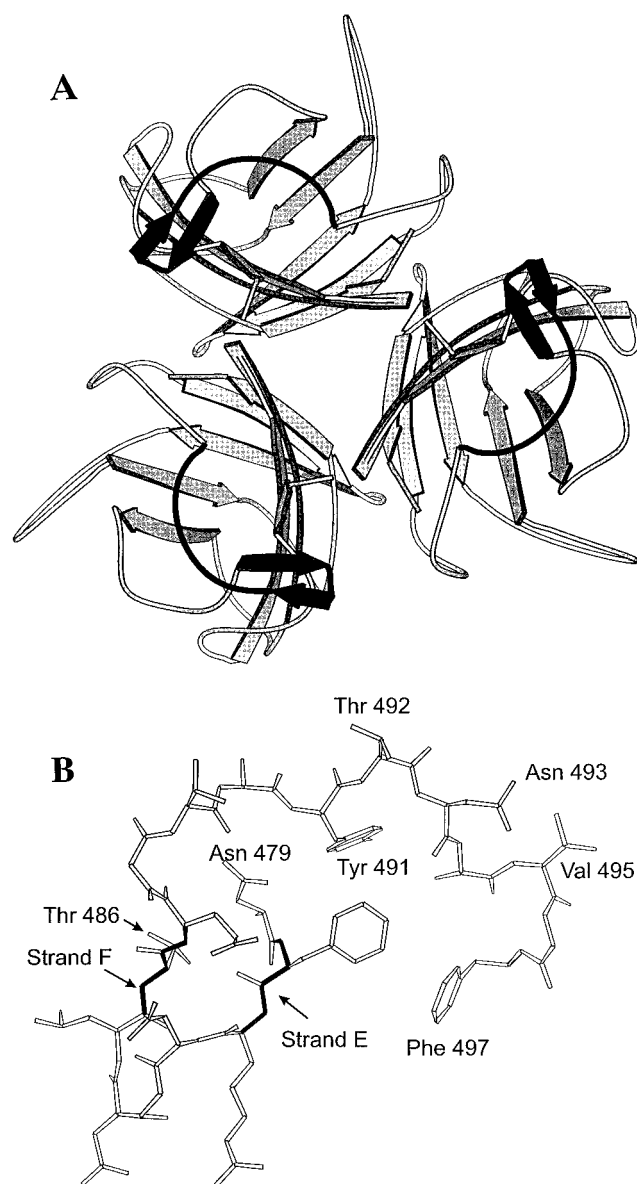 A
B
Thr 492
Asn 493
Asn 479
Tyr 491
Val 495
Thr 486
Strand F
Strand E
Phe 497